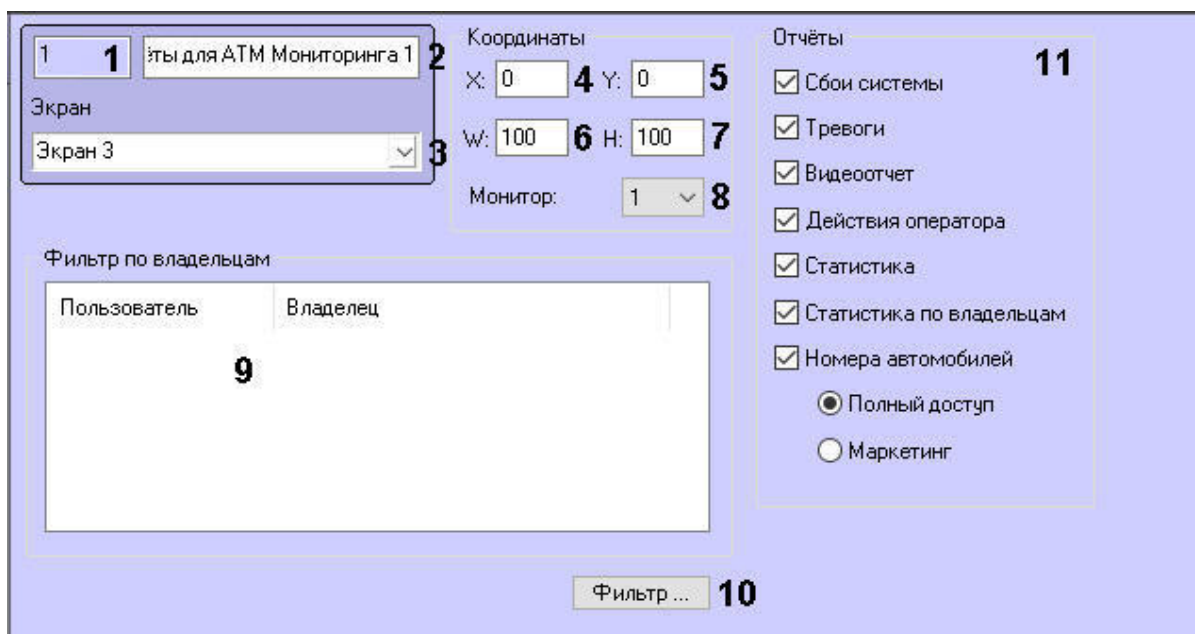 1 1 ты для АТМ Мониторинга 1 2
Экран
Экран 3 3
Координаты
X: 0 4 Y: 0 5
W: 100 6 H: 100 7
Монитор: 1 8
Фильтр по владельцам
Пользователь Владелец
9
Фильтр ... 10
Отчёты 11
Сбои системы
Тревоги
Видеоотчет
Действия оператора
Статистика
Статистика по владельцам
Номера автомобилей
Полный доступ
Маркетинг